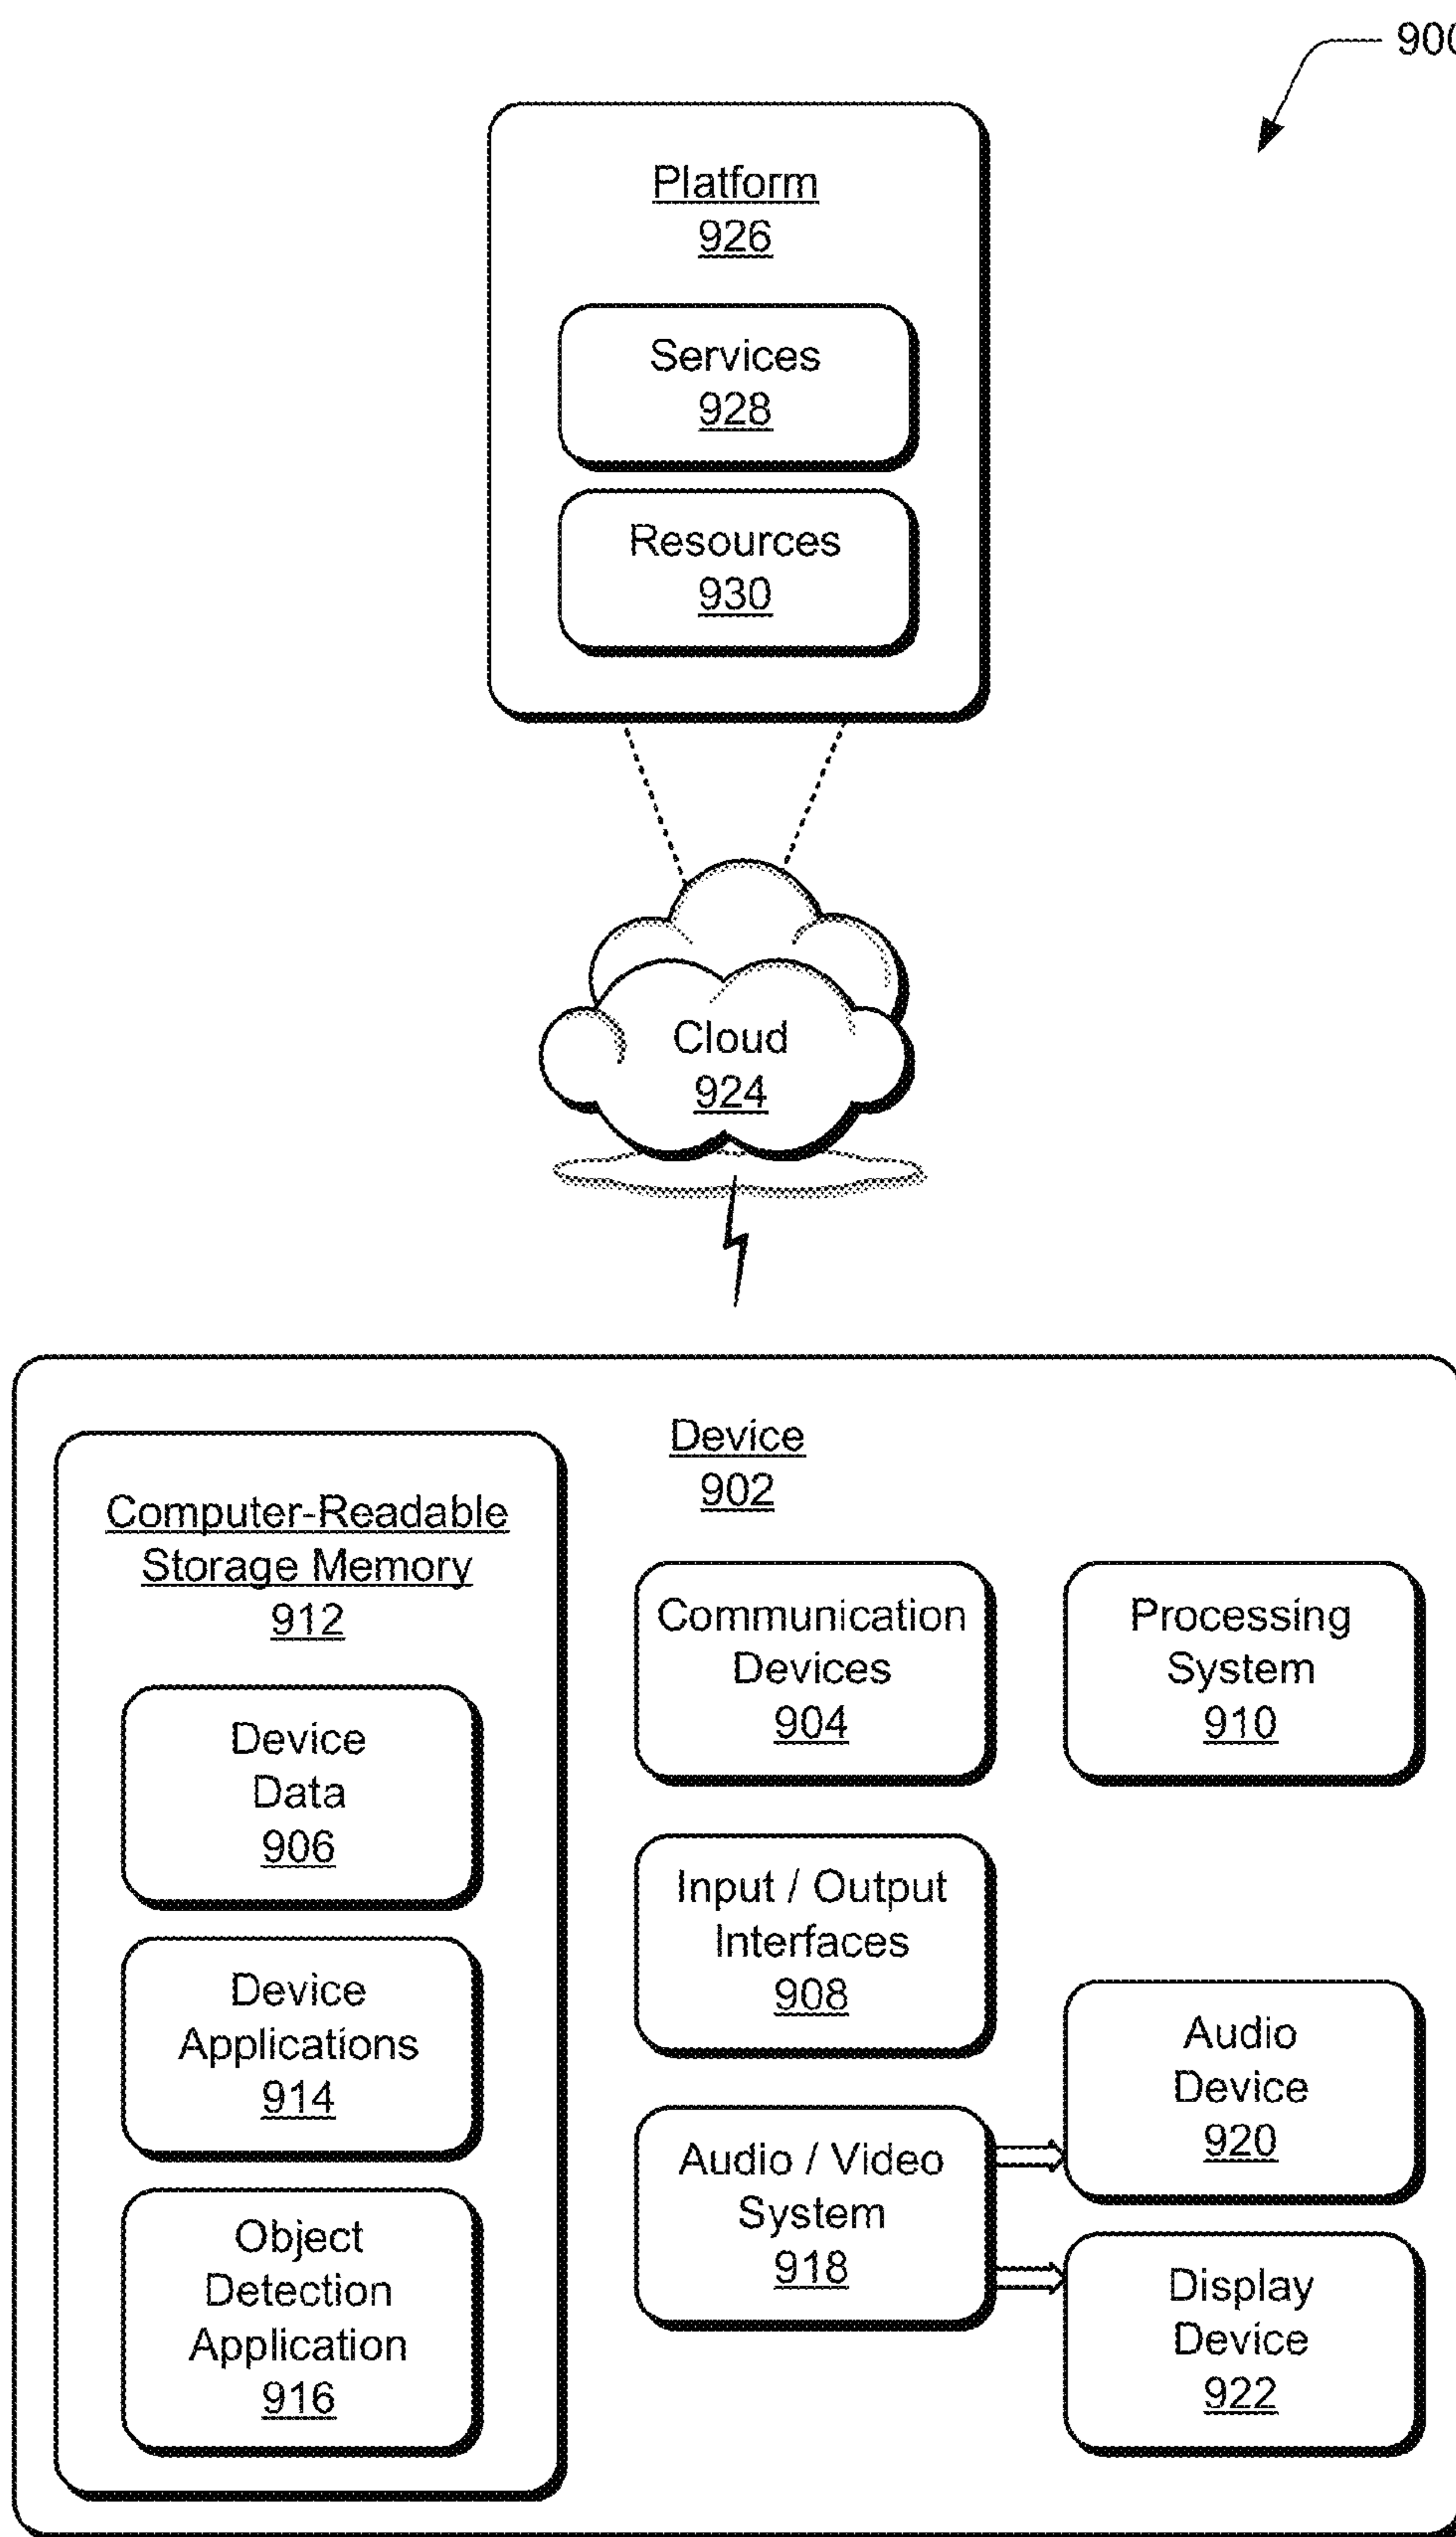 900
Platform
926
Services
928
Resources
930
Cloud
924
Device
902
Computer-Readable
Storage Memory
912
Device
Data
906
Device
Applications
914
Object
Detection
Application
916
Communication
Devices
904
Processing
System
910
Input / Output
Interfaces
908
Audio / Video
System
918
Audio
Device
920
Display
Device
922